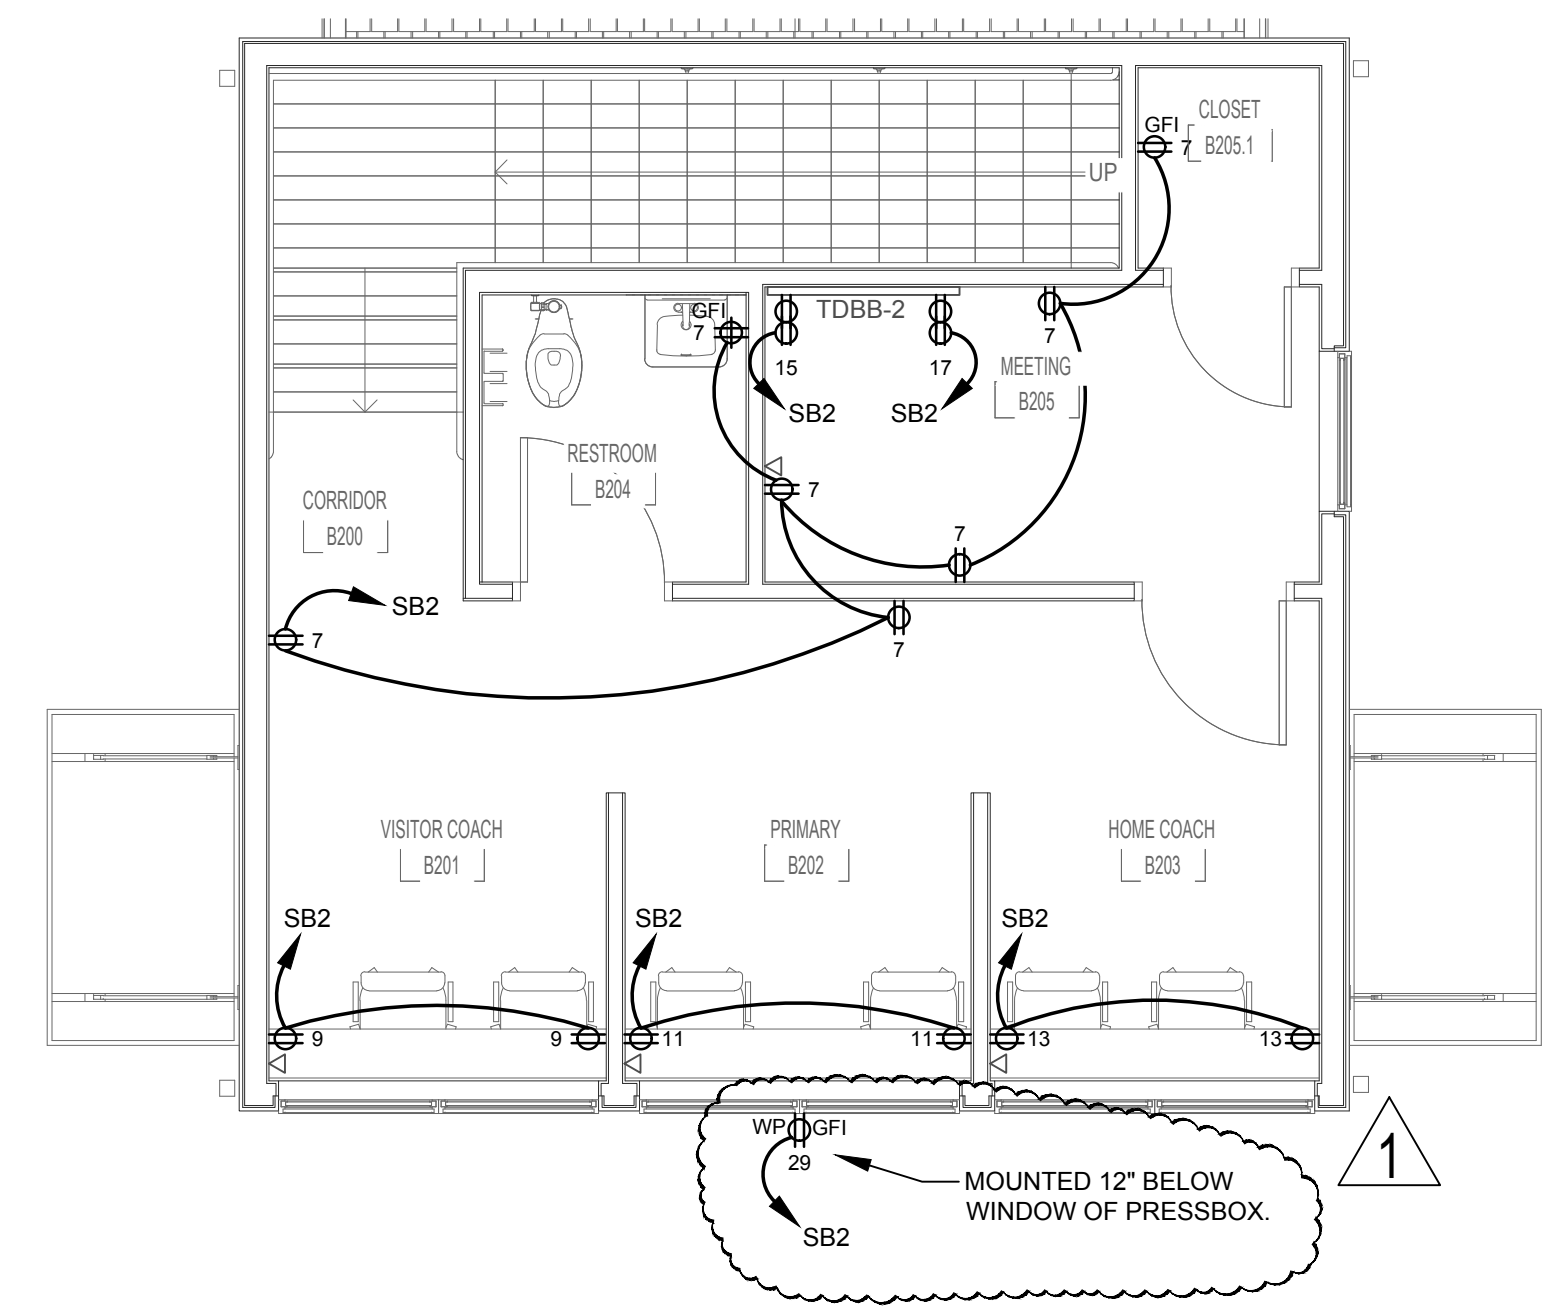 CLOSET
GFI
7
B205.1
UP
GFI
7
TDBB-2
15
17
7
MEETING
B205
SB2
SB2
RESTROOM
B204
7
CORRIDOR
B200
7
SB2
7
7
VISITOR COACH
B201
PRIMARY
B202
HOME COACH
B203
SB2
SB2
SB2
9
9
11
11
13
13
WP
GFI
29
MOUNTED 12" BELOW
WINDOW OF PRESSBOX.
SB2
1